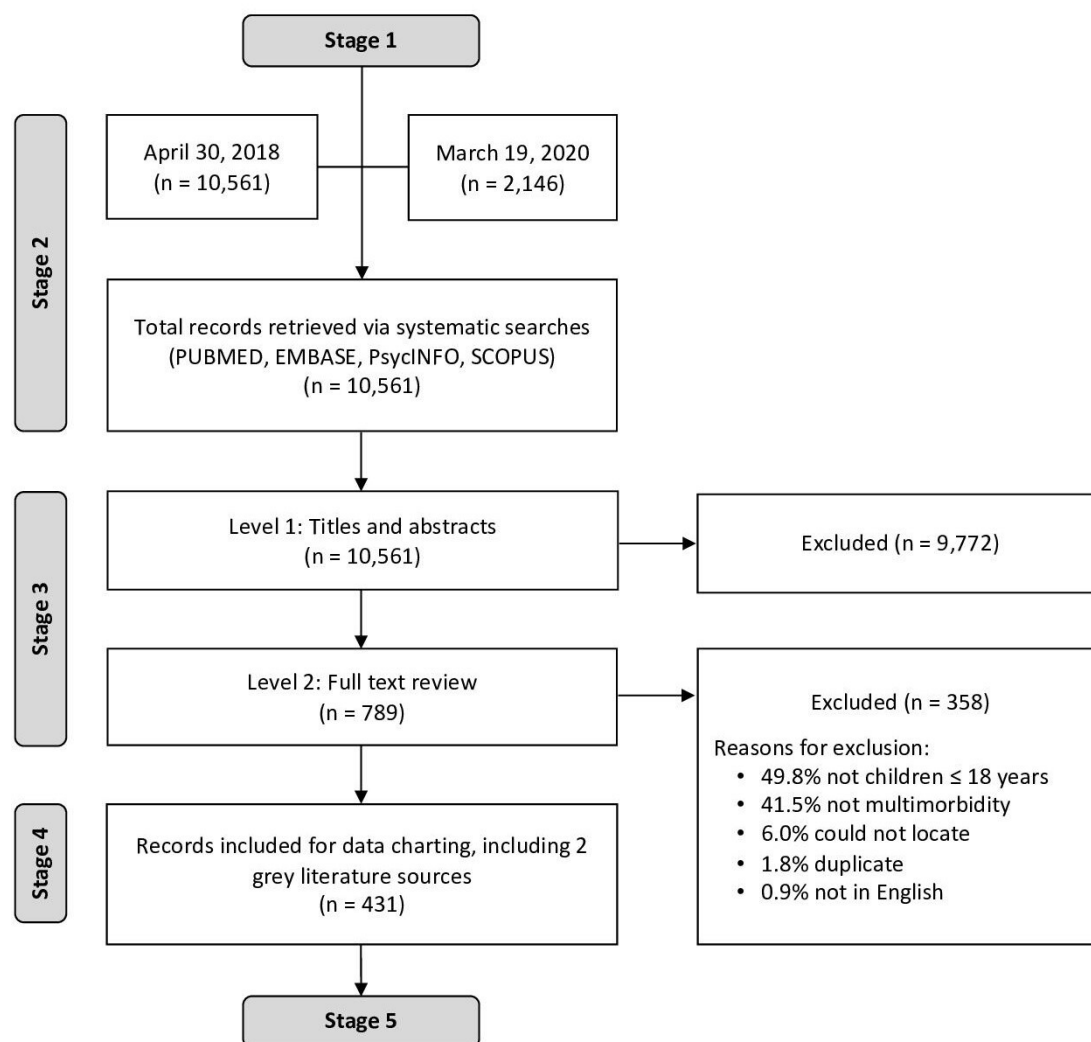 Stage 1
Stage 2
April 30, 2018
(n = 10,561)
March 19, 2020
(n = 2,146)
Total records retrieved via systematic searches
(PUBMED, EMBASE, PsycINFO, SCOPUS)
(n = 10,561)
Stage 3
Level 1: Titles and abstracts
(n = 10,561)
Excluded (n = 9,772)
Level 2: Full text review
(n = 789)
Excluded (n = 358)
Reasons for exclusion:
• 49.8% not children ≤ 18 years
• 41.5% not multimorbidity
• 6.0% could not locate
• 1.8% duplicate
• 0.9% not in English
Stage 4
Records included for data charting, including 2
grey literature sources
(n = 431)
Stage 5